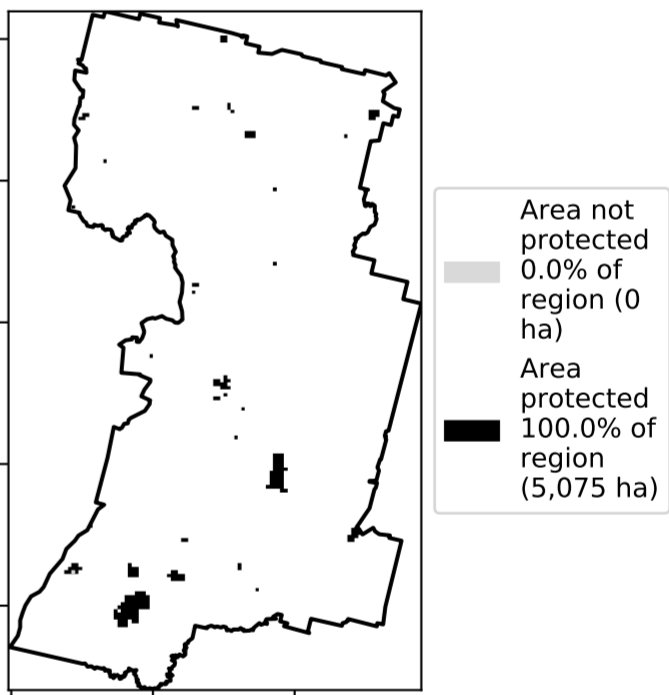 Area not
protected
0.0% of
region (0
ha)
Area
protected
100.0% of
region
(5,075 ha)